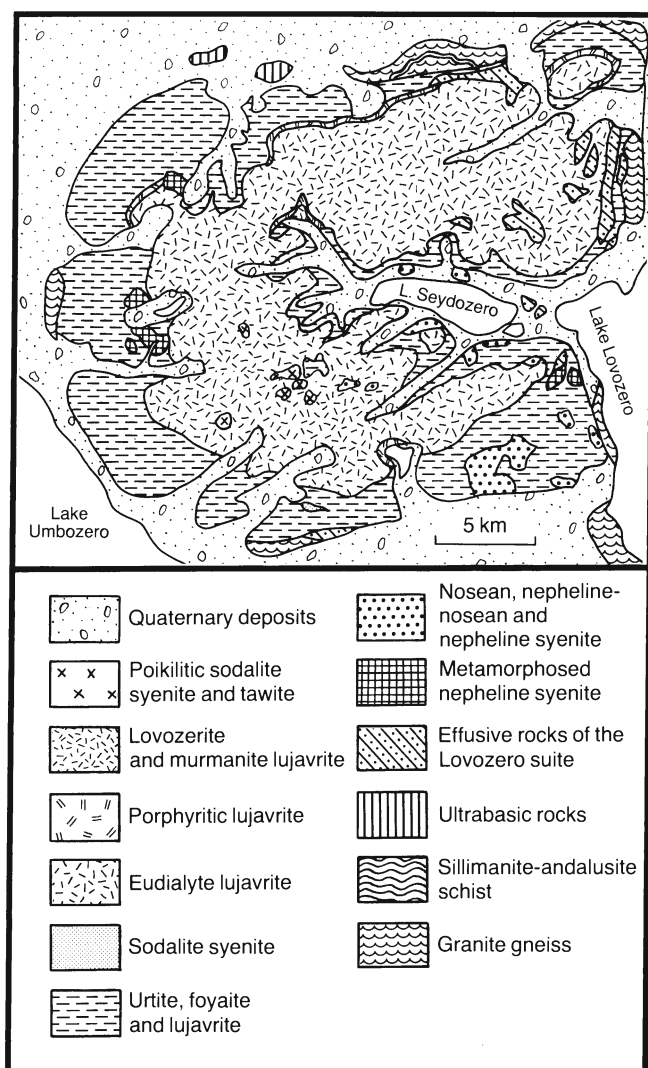 L. Seydozero
Lake Lovozero
Lake
Umbozero
5 km
Quaternary deposits
Poikilitic sodalite
syenite and tawite
Lovozerite
and murmanite lujavrite
Porphyritic lujavrite
Eudialyte lujavrite
Sodalite syenite
Urtite, foyaite
and lujavrite
Nosean, nepheline-
nosean and
nepheline syenite
Metamorphosed
nepheline syenite
Effusive rocks of the
Lovozero suite
Ultrabasic rocks
Sillimanite-andalusite
schist
Granite gneiss